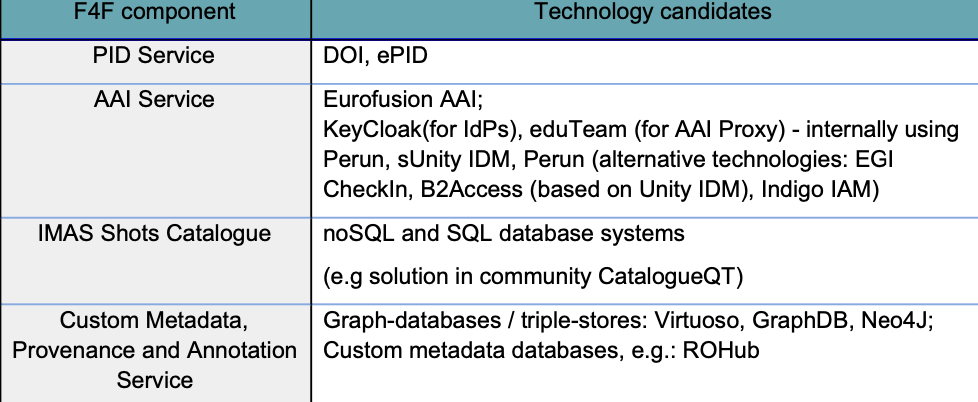 F4F component
Technology candidates
PID Service
DOI, ePID
AAI Service
Eurofusion AAI;
KeyCloak(for IdPs), eduTeam (for AAI Proxy) - internally using
Perun, sUnity IDM, Perun (alternative technologies: EGI
CheckIn, B2Access (based on Unity IDM), Indigo IAM)
IMAS Shots Catalogue
noSQL and SQL database systems
(e.g solution in community CatalogueQT)
Custom Metadata,
Provenance and Annotation
Service
Graph-databases / triple-stores: Virtuoso, GraphDB, Neo4J;
Custom metadata databases, e.g.: ROHub